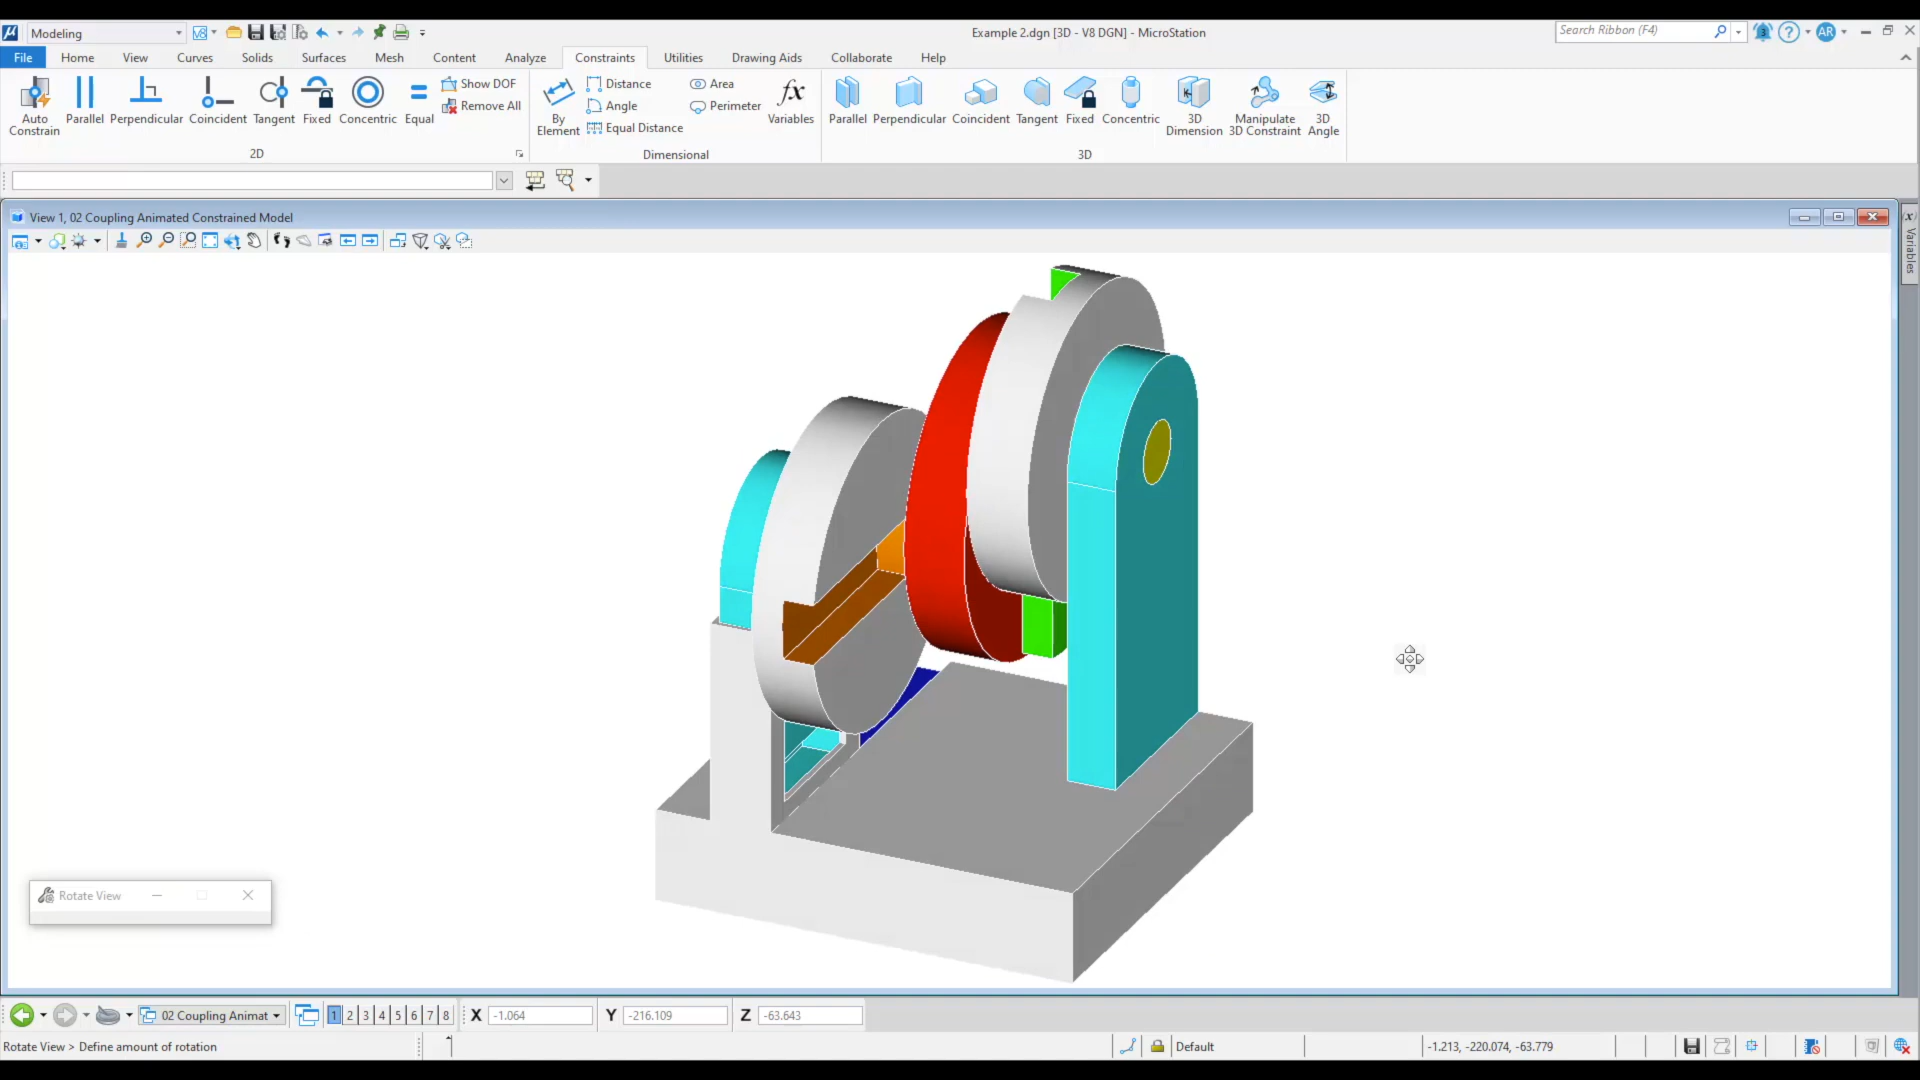 Modeling
Example 2.dgn [3D - V8 DGN] - MicroStation
Search Ribbon (F4)
AR
File Home View Curves Solids Surfaces Mesh Content Analyze Constraints Utilities Drawing Aids Collaborate Help
Auto Constrain
Parallel
Perpendicular
Coincident
Tangent
Fixed
Concentric
Equal
Show DOF
Remove All
2D
By Element
Distance
Angle
Equal Distance
Area
Perimeter
fx
Variables
Dimensional
Parallel
Perpendicular
Coincident
Tangent
Fixed
Concentric
3D Dimension
Manipulate 3D Constraint
3D Angle
3D
View 1, 02 Coupling Animated Constrained Model
(x) Variables
Rotate View
02 Coupling Animat
1 2 3 4 5 6 7 8
X -1.064
Y -216.109
Z -63.643
Rotate View > Define amount of rotation
Default
-1.213, -220.074, -63.779